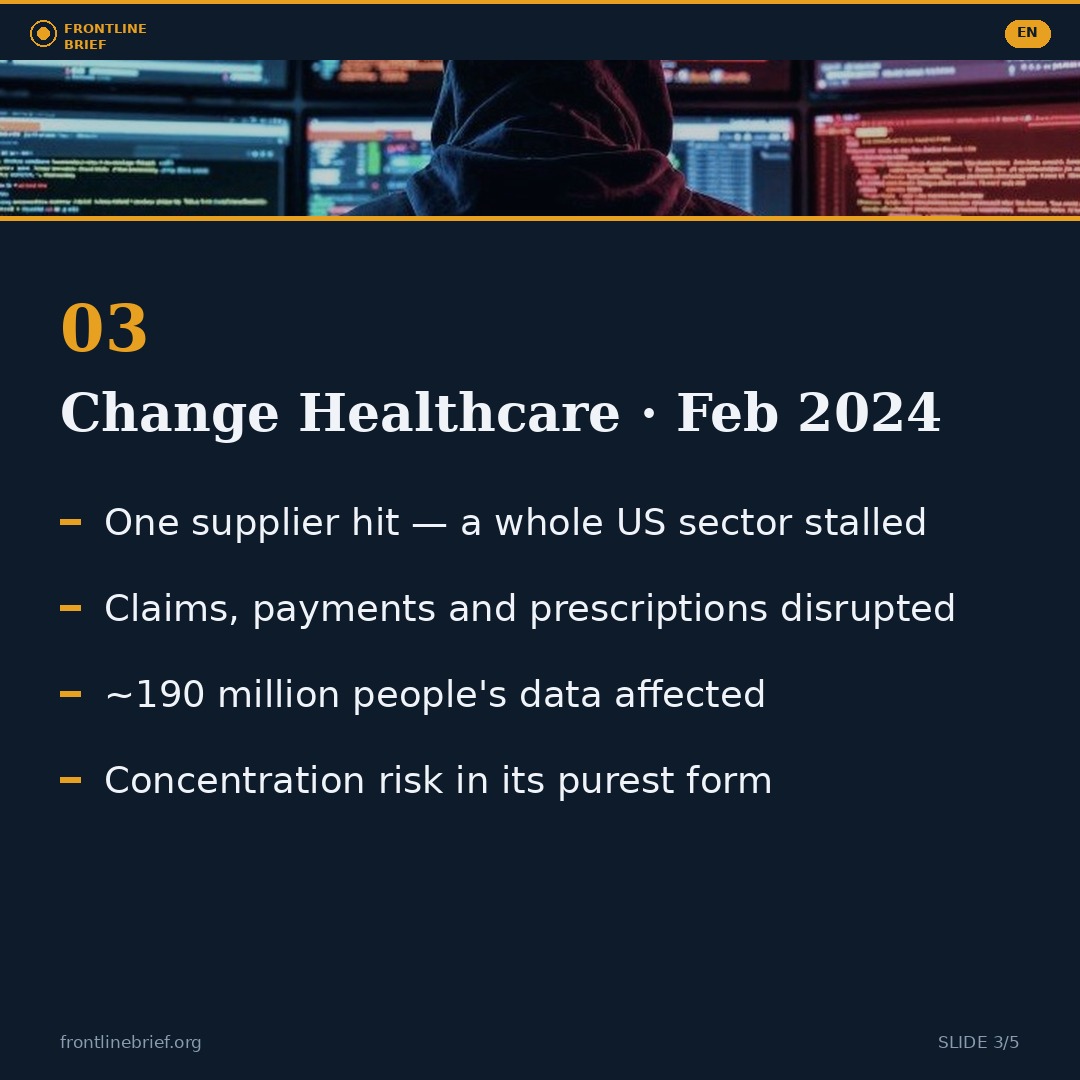 FRONTLINE
BRIEF
EN
03
Change Healthcare · Feb 2024
– One supplier hit — a whole US sector stalled
– Claims, payments and prescriptions disrupted
– ~190 million people's data affected
– Concentration risk in its purest form
frontlinebrief.org
SLIDE 3/5